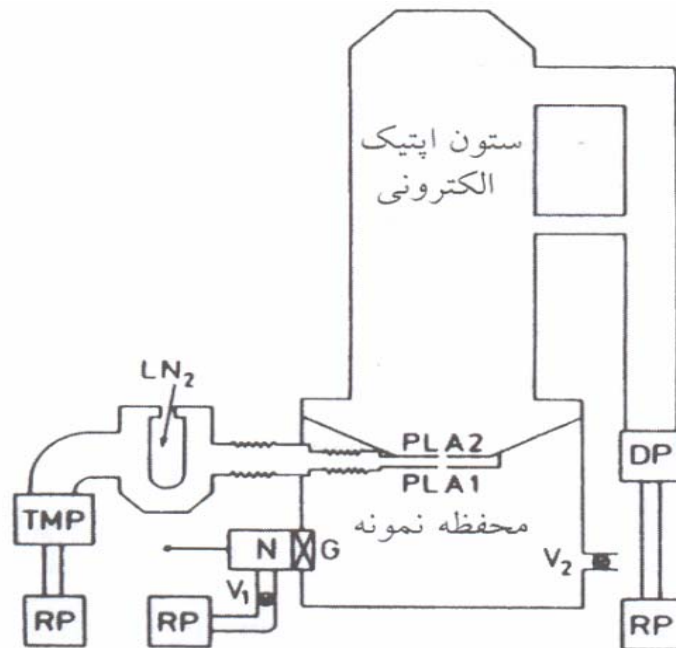 ستون اپتیک
الکترونی
LN₂
PLA2
PLA1
DP
TMP
محفظه نمونه
N
G
V₂
V₁
RP
RP
RP